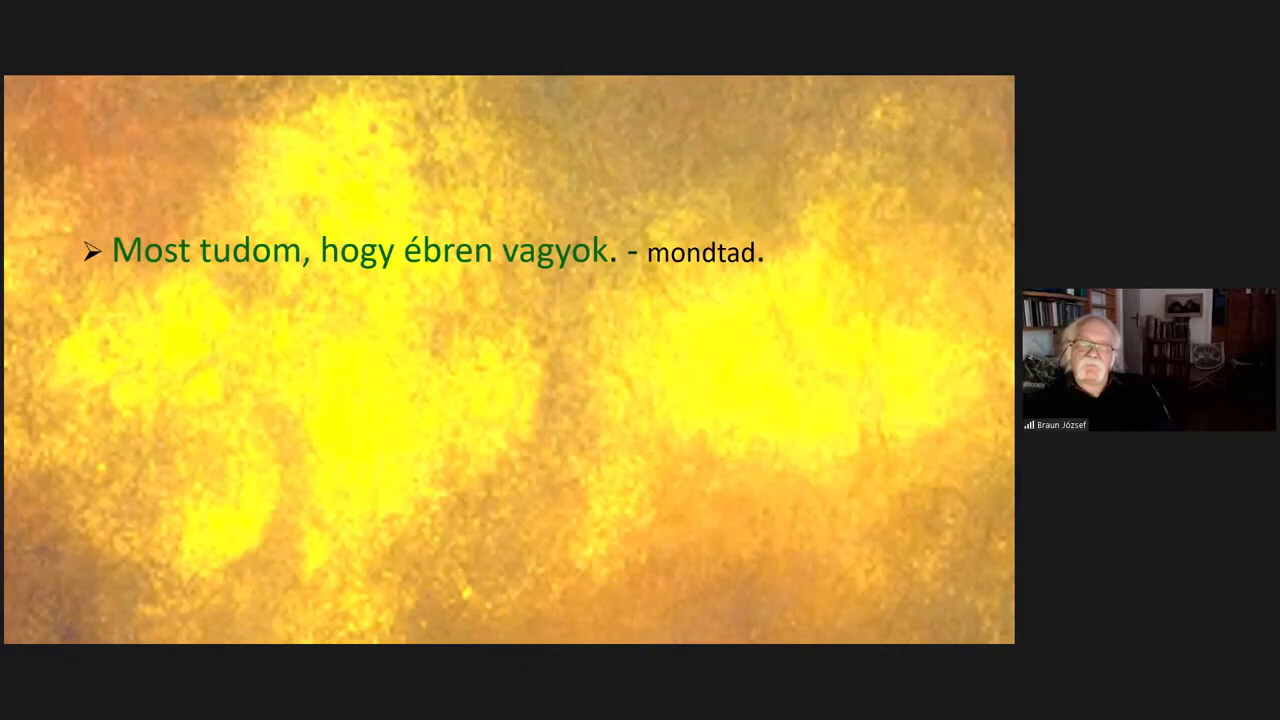 ➢ Most tudom, hogy ébren vagyok. - mondtad.
Braun József